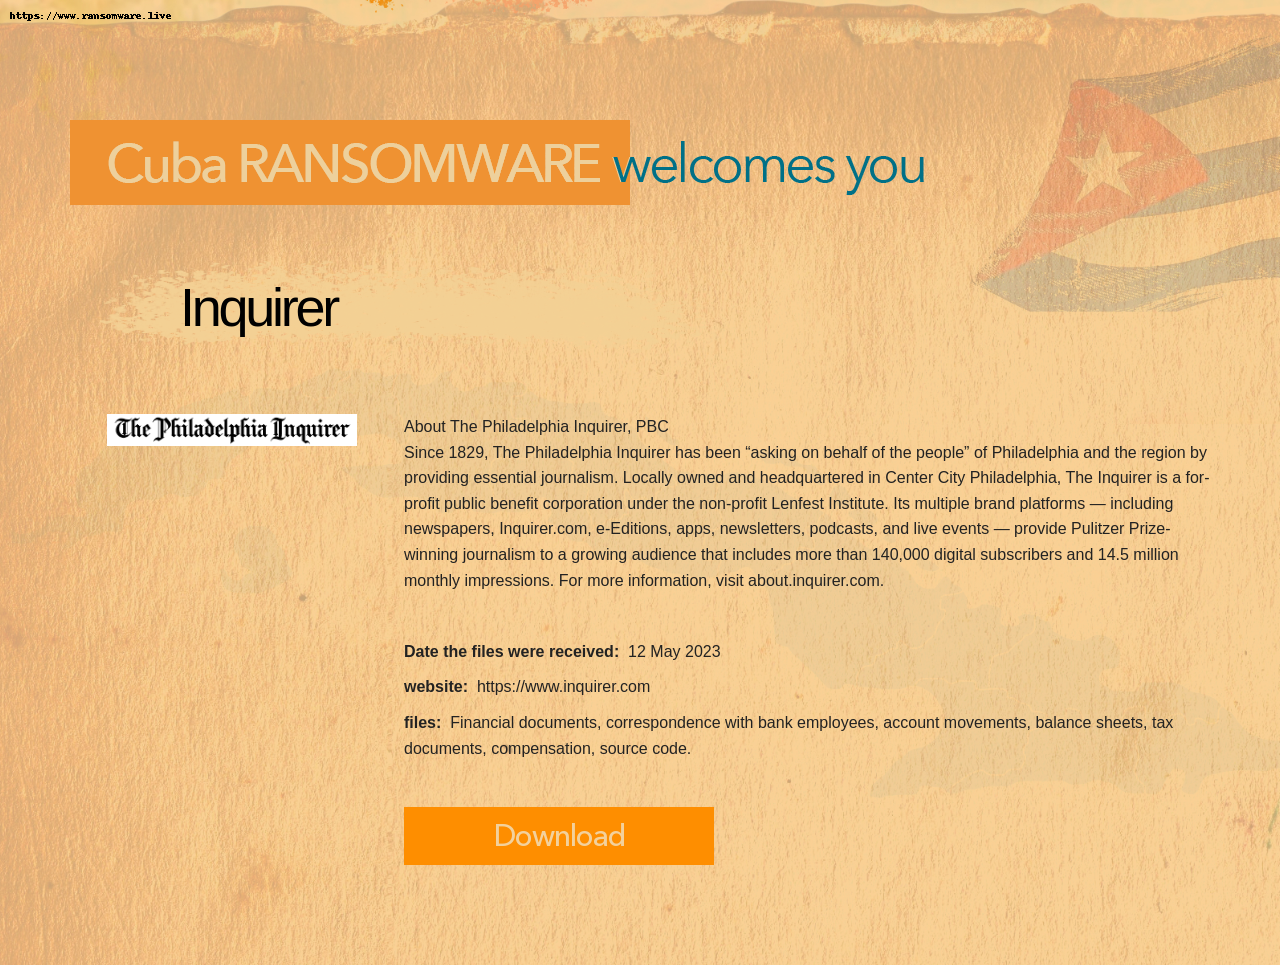 https://www.ransomware.live
Cuba RANSOMWARE welcomes you
Inquirer
The Philadelphia Inquirer
About The Philadelphia Inquirer, PBC
Since 1829, The Philadelphia Inquirer has been “asking on behalf of the people” of Philadelphia and the region by
providing essential journalism. Locally owned and headquartered in Center City Philadelphia, The Inquirer is a for-
profit public benefit corporation under the non-profit Lenfest Institute. Its multiple brand platforms — including
newspapers, Inquirer.com, e-Editions, apps, newsletters, podcasts, and live events — provide Pulitzer Prize-
winning journalism to a growing audience that includes more than 140,000 digital subscribers and 14.5 million
monthly impressions. For more information, visit about.inquirer.com.
Date the files were received: 12 May 2023
website: https://www.inquirer.com
files: Financial documents, correspondence with bank employees, account movements, balance sheets, tax
documents, compensation, source code.
Download